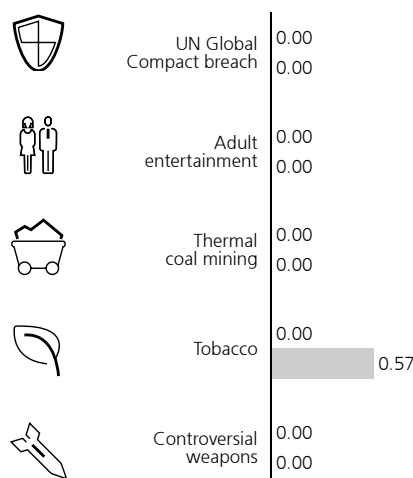 UN Global
Compact breach
0.00
0.00
Adult
entertainment
0.00
0.00
Thermal
coal mining
0.00
0.00
Tobacco
0.00
0.57
Controversial
weapons
0.00
0.00